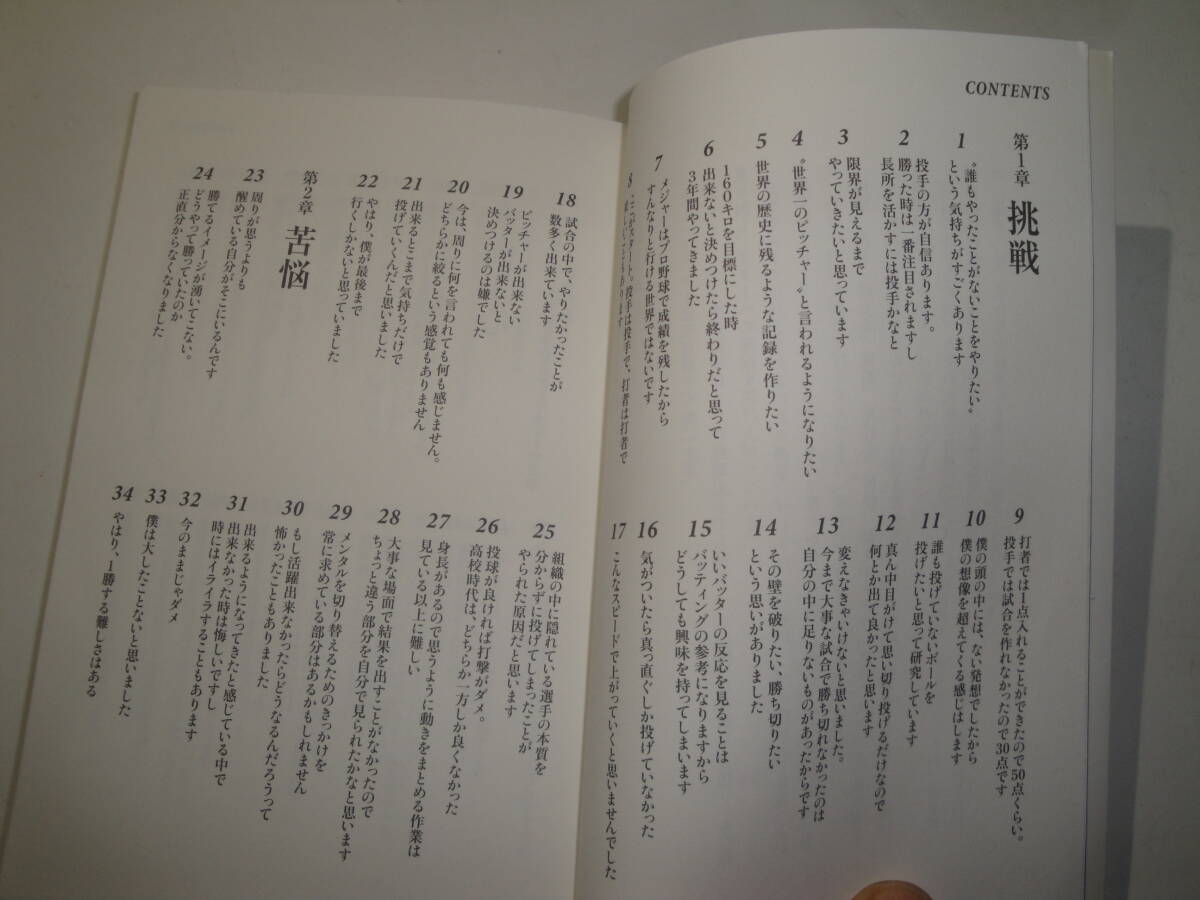 CONTENTS
第1章 挑戦
1
“誰もやったことがないことをやりたい”
という気持ちがすごくあります
2
投手の方が自信あります。
勝った時は一番注目されますし
長所を活かすには投手かなと
3
限界が見えるまで
やっていきたいと思っています
4
“世界一のピッチャー”と言われるようになりたい
5
世界の歴史に残るような記録を作りたい
6
160キロを目標にした時
出来ないと決めつけたら終わりだと思って
3年間やってきました
7
メジャーはプロ野球で成績を残したから
すんなりと行ける世界ではないです
8
投手は投手で、打者は打者で
9
打者では1点入れることができたので50点くらい。
投手では試合を作れなかったので30点です
10
僕の頭の中には、ない発想でしたから
僕の想像を超えてくる感じはします
11
誰も投げていないボールを
投げたいと思って研究しています
12
真ん中目がけて思い切り投げるだけなので
何とか出て良かったと思います
13
変えなきゃいけないと思いました。
今まで大事な試合で勝ち切れなかったのは
自分の中に足りないものがあったからです
14
その壁を破りたい、勝ち切りたい
という思いがありました
15
いいバッターの反応を見ることは
バッティングの参考になりますから
どうしても興味を持ってしまいます
16
気がついたら真っ直ぐしか投げていなかった
17
こんなスピードで上がっていくと思いませんでした
18
試合の中で、やりたかったことが
数多く出来ています
19
ピッチャーが出来ない
バッターが出来ないと
決めつけるのは嫌でした
20
今は、周りに何を言われても何も感じません。
どちらかに絞るという感覚もありません
21
出来るとこまで気持ちだけで
投げていくんだと思いました
22
やはり、僕が最後まで
行くしかないと思っていました
第2章 苦悩
23
周りが思うよりも
醒めている自分がそこにいるんです
24
勝てるイメージが湧いてこない。
どうやって勝っていたのか
正直分からなくなりました
25
組織の中に隠れている選手の本質を
分からずに投げてしまったことが
やられた原因だと思います
26
投球が良ければ打撃がダメ。
高校時代は、どちらか一方しか良くなかった
27
身長があるので思うように動きをまとめる作業は
見ている以上に難しい
28
大事な場面で結果を出すことがなかったので
ちょっと違う部分を自分で見られたかなと思います
29
メンタルを切り替えるためのきっかけを
常に求めている部分はあるかもしれません
30
もし活躍出来なかったらどうなるんだろうって
怖かったこともありました
31
出来るようになってきたと感じている中で
出来なかった時は悔しいですし
時にはイライラすることもあります
32
今のままじゃダメ
33
僕は大したことないと思いました
34
やはり、1勝する難しさはある